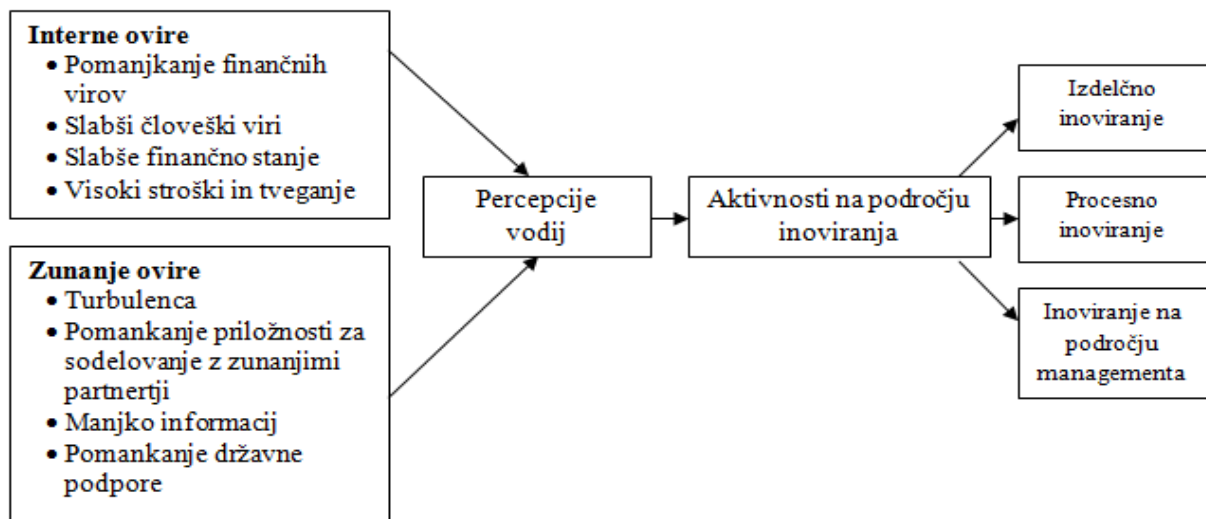 Interne ovire
• Pomanjkanje finančnih
virov
• Slabši človeški viri
• Slabše finančno stanje
• Visoki stroški in tveganje
Zunanje ovire
• Turbulenca
• Pomankanje priložnosti za
sodelovanje z zunanjimi
partnertji
• Manjko informacij
• Pomankanje državne
podpore
Percepcije
vodij
Aktivnosti na področju
inoviranja
Izdelčno
inoviranje
Procesno
inoviranje
Inoviranje na
področju
managementa